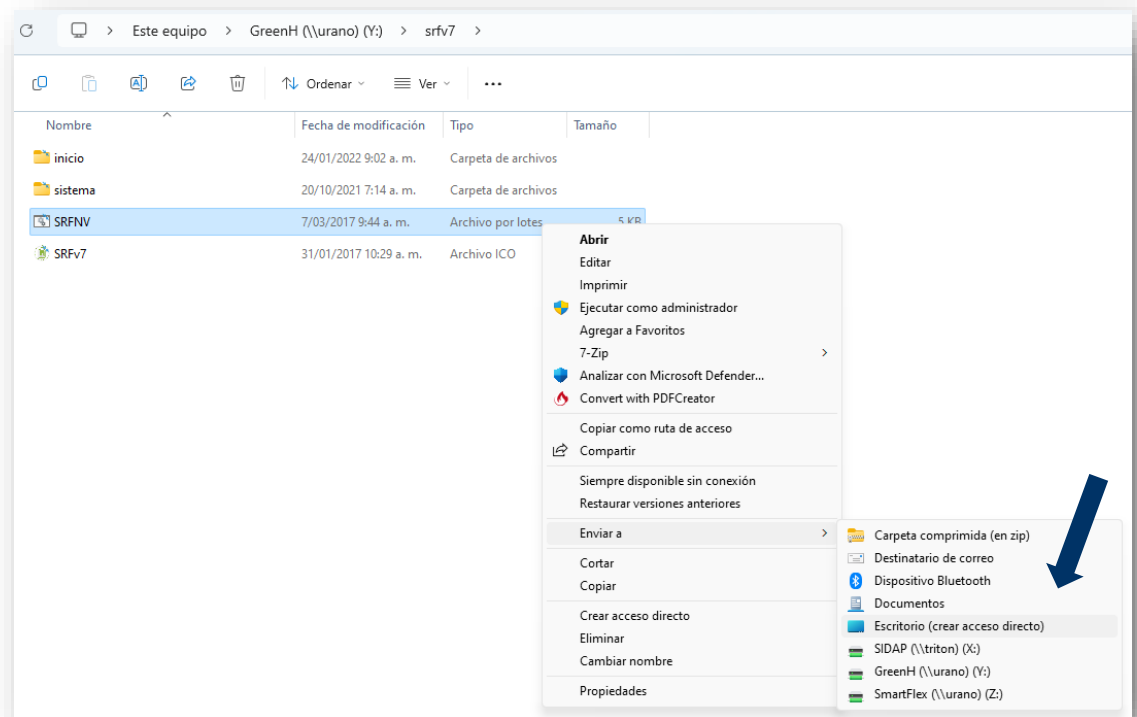 Este equipo > GreenH (\\urano) (Y:) > srfv7 >
Ordenar Ver ...
Nombre Fecha de modificación Tipo Tamaño
inicio 24/01/2022 9:02 a. m. Carpeta de archivos
sistema 20/10/2021 7:14 a. m. Carpeta de archivos
SRFNV 7/03/2017 9:44 a. m. Archivo por lotes 5 KB
SRFv7 31/01/2017 10:29 a. m. Archivo ICO
Abrir
Editar
Imprimir
Ejecutar como administrador
Agregar a Favoritos
7-Zip
Analizar con Microsoft Defender...
Convert with PDFCreator
Copiar como ruta de acceso
Compartir
Siempre disponible sin conexión
Restaurar versiones anteriores
Enviar a
Cortar
Copiar
Crear acceso directo
Eliminar
Cambiar nombre
Propiedades
Carpeta comprimida (en zip)
Destinatario de correo
Dispositivo Bluetooth
Documentos
Escritorio (crear acceso directo)
SIDAP (\\triton) (X:)
GreenH (\\urano) (Y:)
SmartFlex (\\urano) (Z:)